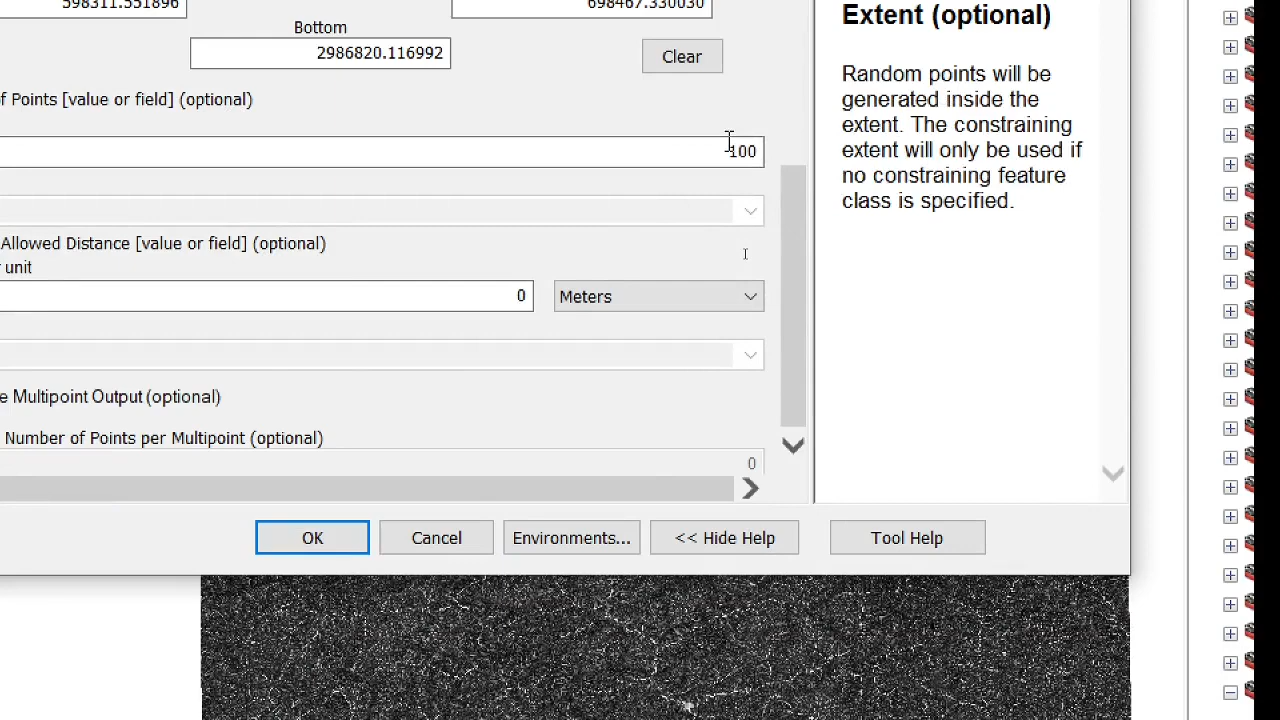 598311.551896
698467.330030
Bottom
2986820.116992
Clear
of Points [value or field] (optional)
100
Allowed Distance [value or field] (optional)
unit
0
Meters
Multipoint Output (optional)
Number of Points per Multipoint (optional)
0
OK
Cancel
Environments...
<< Hide Help
Tool Help
Extent (optional)
Random points will be
generated inside the
extent. The constraining
extent will only be used if
no constraining feature
class is specified.